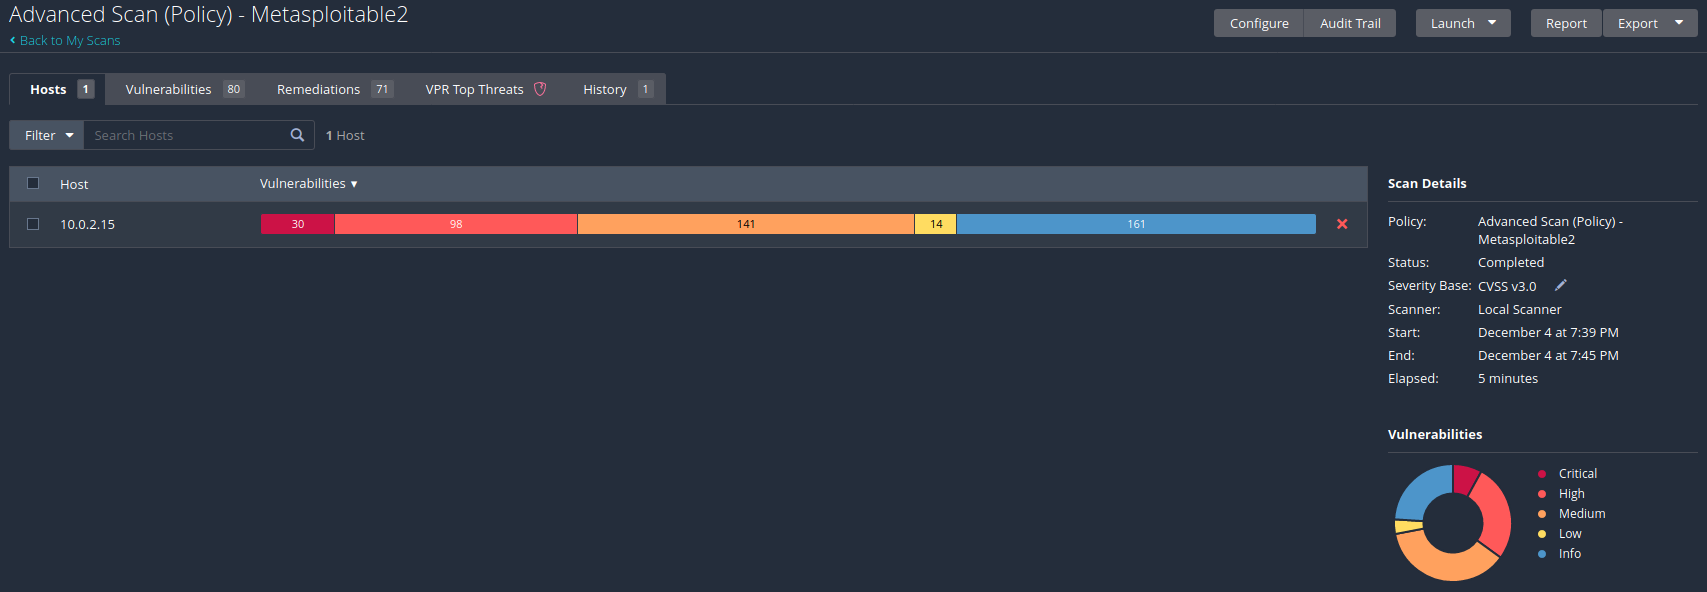 Advanced Scan (Policy) - Metasploitable2
Configure Audit Trail Launch Report Export
Back to My Scans
Hosts 1 Vulnerabilities 80 Remediations 71 VPR Top Threats History 1
Filter Search Hosts 1 Host
Host Vulnerabilities
10.0.2.15 30 98 141 14 161
Scan Details
Policy: Advanced Scan (Policy) -
Metasploitable2
Status: Completed
Severity Base: CVSS v3.0
Scanner: Local Scanner
Start: December 4 at 7:39 PM
End: December 4 at 7:45 PM
Elapsed: 5 minutes
Vulnerabilities
Critical
High
Medium
Low
Info